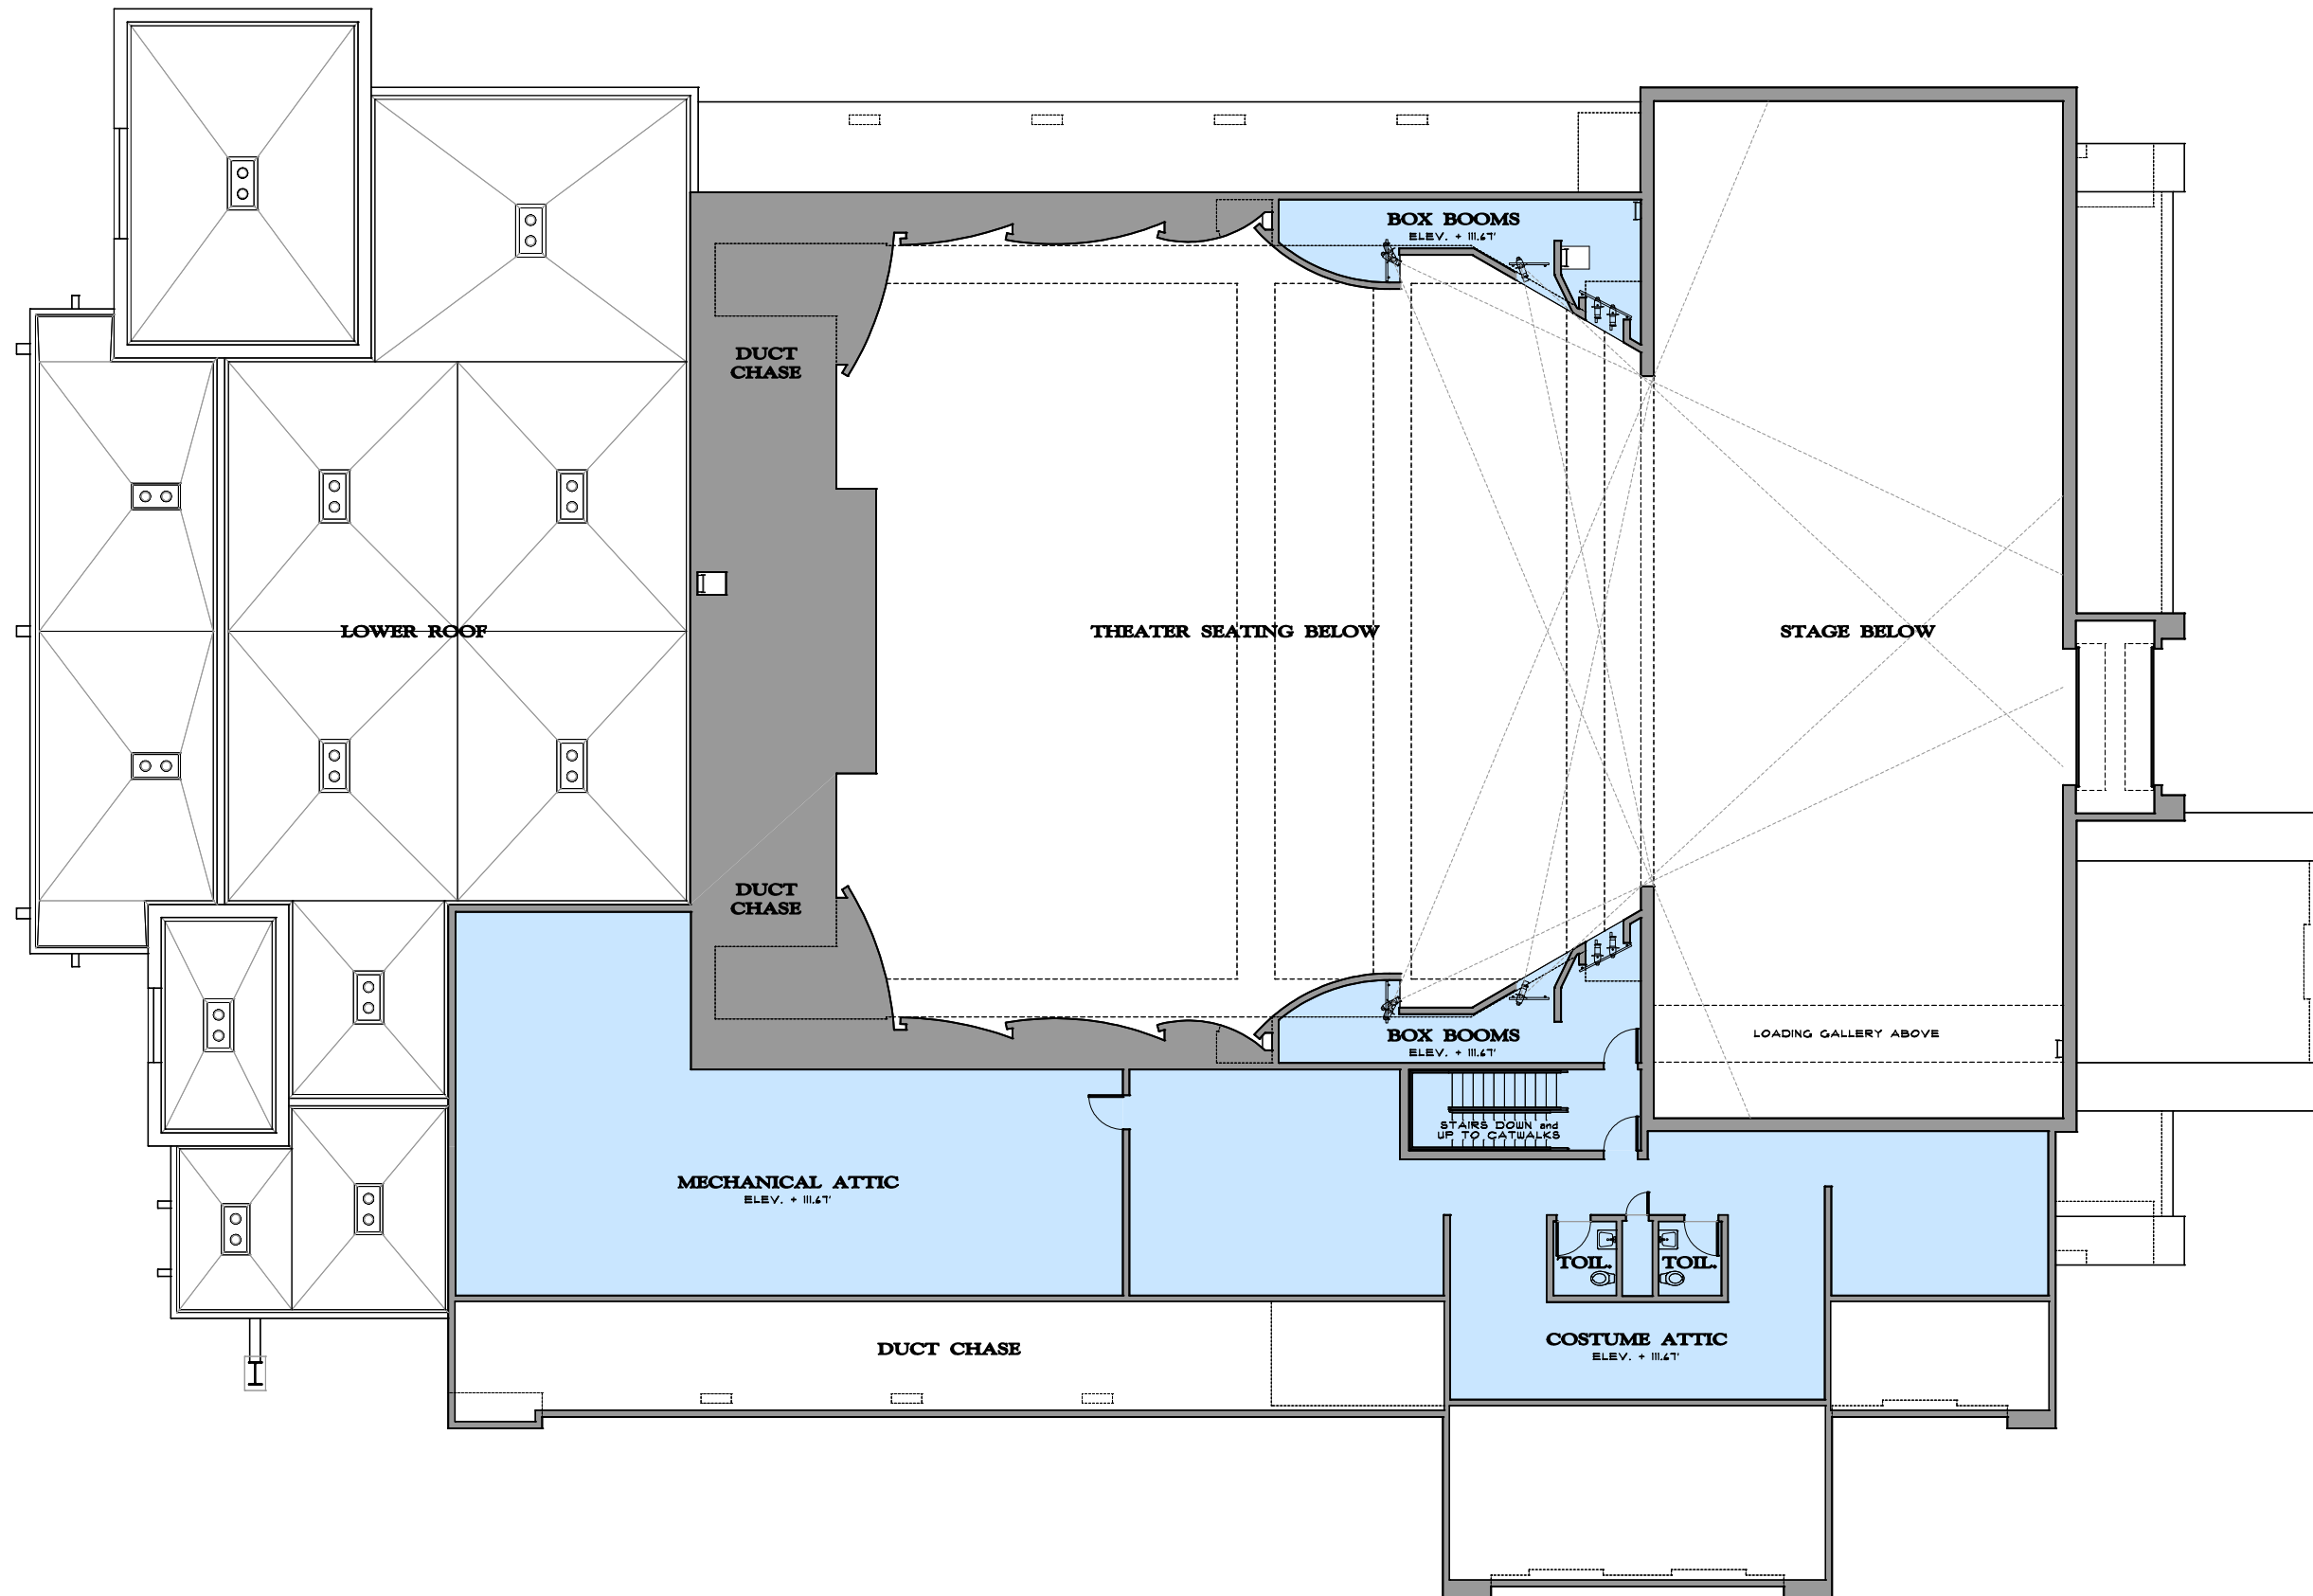 BOX BOOMS
ELEV. + 111.67'
DUCT
CHASE
LOWER ROOF
THEATER SEATING BELOW
STAGE BELOW
DUCT
CHASE
BOX BOOMS
ELEV. + 111.67'
LOADING GALLERY ABOVE
STAIRS DOWN and
UP TO CATWALKS
MECHANICAL ATTIC
ELEV. + 111.67'
TOIL.
TOIL.
COSTUME ATTIC
ELEV. + 111.67'
DUCT CHASE